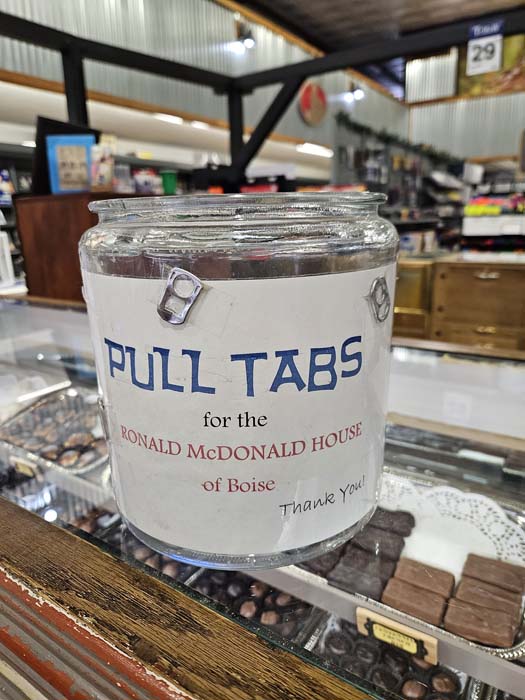 29
PULL TABS
for the
RONALD McDONALD HOUSE
of Boise
Thank You!